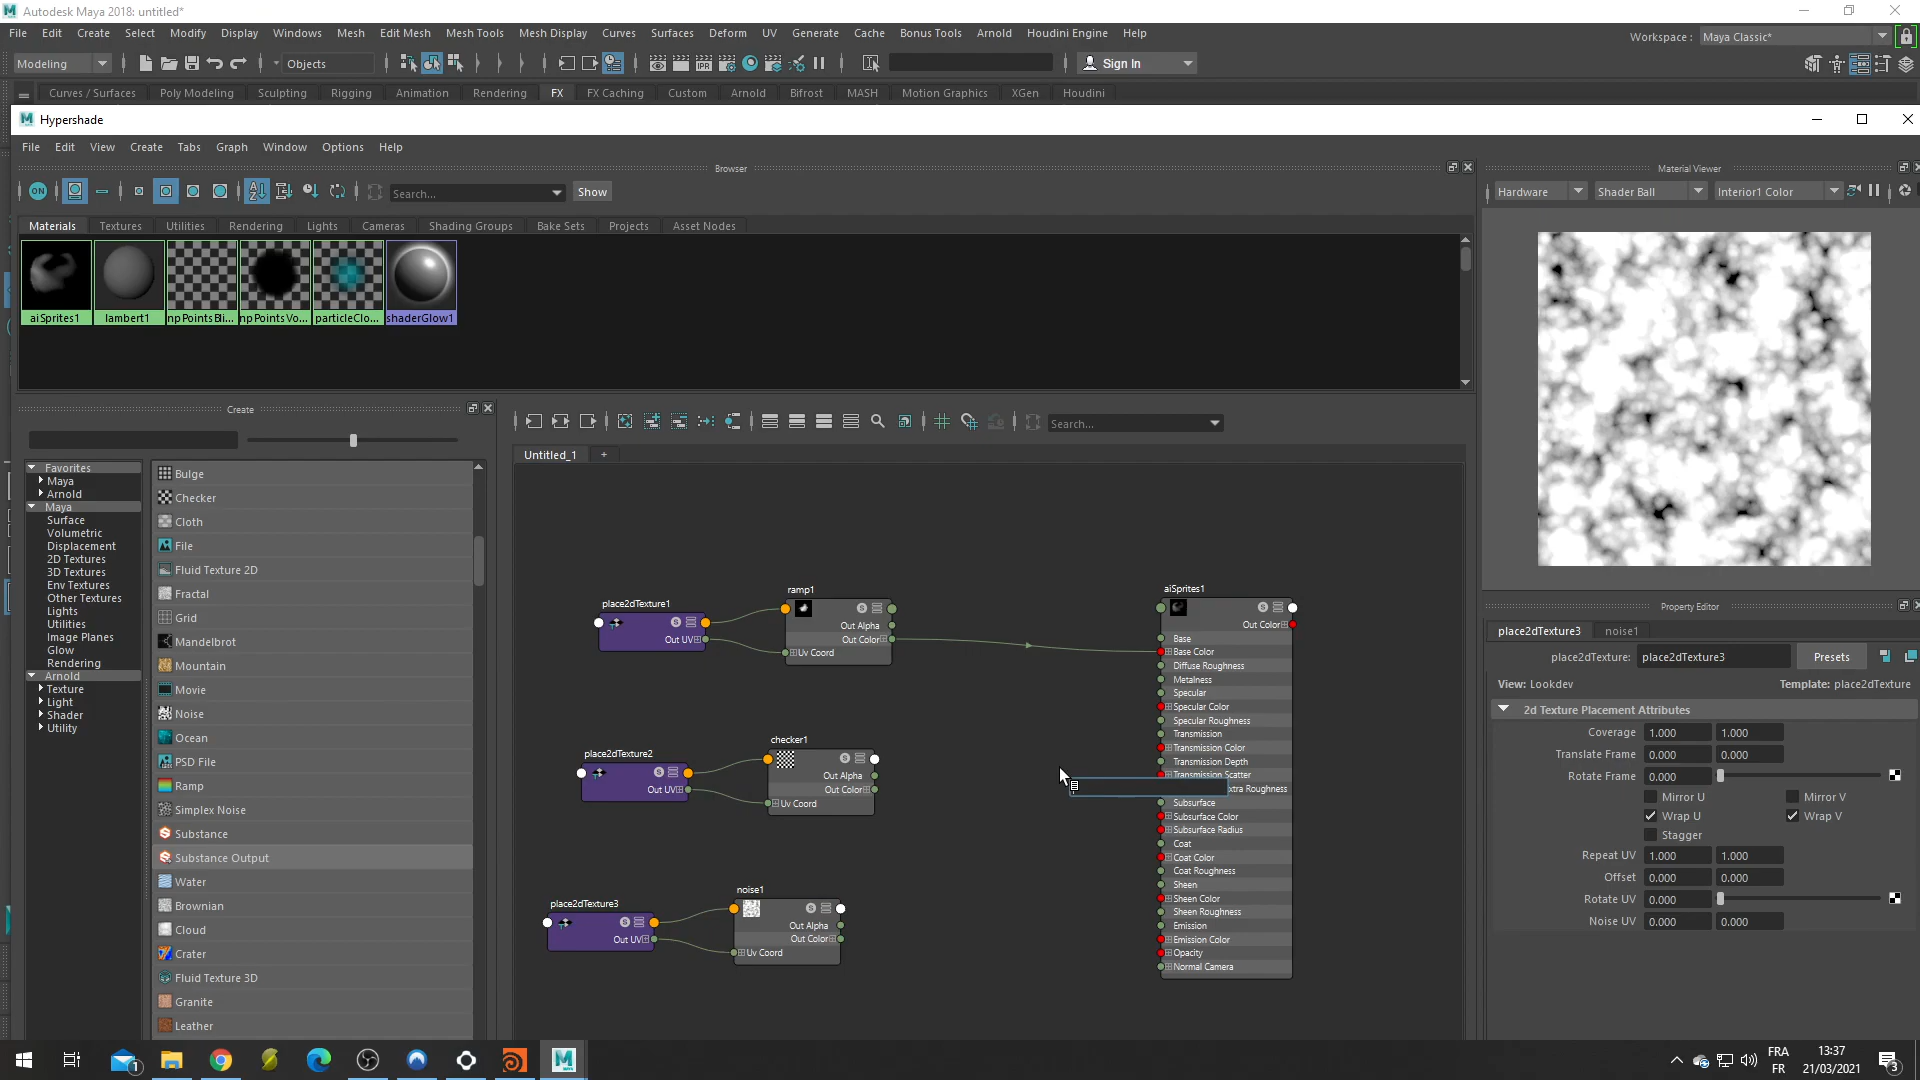 Autodesk Maya 2018: untitled*
File Edit Create Select Modify Display Windows Mesh Edit Mesh Mesh Tools Mesh Display Curves Surfaces Deform UV Generate Cache Bonus Tools Arnold Houdini Engine Help
Workspace : Maya Classic*
Modeling Objects Sign In
Curves / Surfaces Poly Modeling Sculpting Rigging Animation Rendering FX FX Caching Custom Arnold Bifrost MASH Motion Graphics XGen Houdini
Hypershade
File Edit View Create Tabs Graph Window Options Help
Browser
Search... Show
Materials Textures Utilities Rendering Lights Cameras Shading Groups Bake Sets Projects Asset Nodes
aiSprites1 lambert1 npPointsBli... npPointsVo... particleClo... shaderGlow1
Material Viewer
Hardware Shader Ball Interior1 Color
Create
Favorites
Maya
Arnold
Maya
Surface
Volumetric
Displacement
2D Textures
3D Textures
Env Textures
Other Textures
Lights
Utilities
Image Planes
Glow
Rendering
Arnold
Texture
Light
Shader
Utility
Bulge
Checker
Cloth
File
Fluid Texture 2D
Fractal
Grid
Mandelbrot
Mountain
Movie
Noise
Ocean
PSD File
Ramp
Simplex Noise
Substance
Substance Output
Water
Brownian
Cloud
Crater
Fluid Texture 3D
Granite
Leather
Search...
Untitled_1 +
place2dTexture1
Out UV
ramp1
Out Alpha
Out Color
Uv Coord
place2dTexture2
Out UV
checker1
Out Alpha
Out Color
Uv Coord
place2dTexture3
Out UV
noise1
Out Alpha
Out Color
Uv Coord
aiSprites1
Out Color
Base
Base Color
Diffuse Roughness
Metalness
Specular
Specular Color
Specular Roughness
Transmission
Transmission Color
Transmission Depth
Transmission Scatter
xtra Roughness
Subsurface
Subsurface Color
Subsurface Radius
Coat
Coat Color
Coat Roughness
Sheen
Sheen Color
Sheen Roughness
Emission
Emission Color
Opacity
Normal Camera
Property Editor
place2dTexture3 noise1
place2dTexture: place2dTexture3 Presets
View: Lookdev Template: place2dTexture
2d Texture Placement Attributes
Coverage 1.000 1.000
Translate Frame 0.000 0.000
Rotate Frame 0.000
Mirror U Mirror V
Wrap U Wrap V
Stagger
Repeat UV 1.000 1.000
Offset 0.000 0.000
Rotate UV 0.000
Noise UV 0.000 0.000
1
FRA
FR
13:37
21/03/2021
3